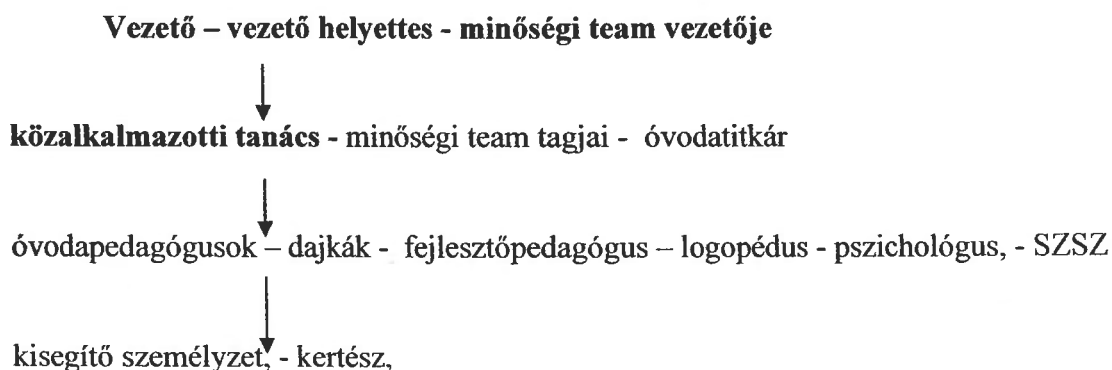 Vezető – vezető helyettes - minőségi team vezetője
közalkalmazotti tanács - minőségi team tagjai - óvodatitkár
óvodapedagógusok – dajkák - fejlesztőpedagógus – logopédus - pszichológus, - SZSZ
kisegítő személyzet, - kertész,